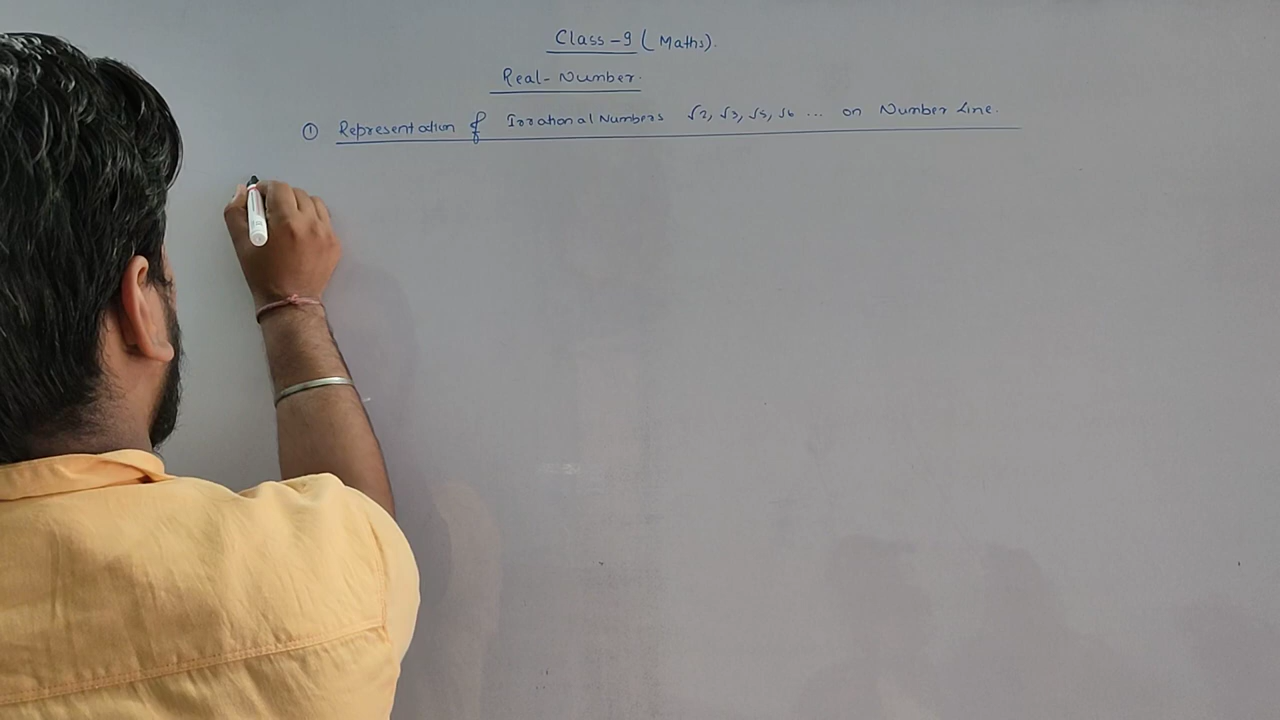 Class-9 (Maths).
Real-Number.
① Representation of Irrational Numbers √2, √3, √5, √6 ... on Number Line.